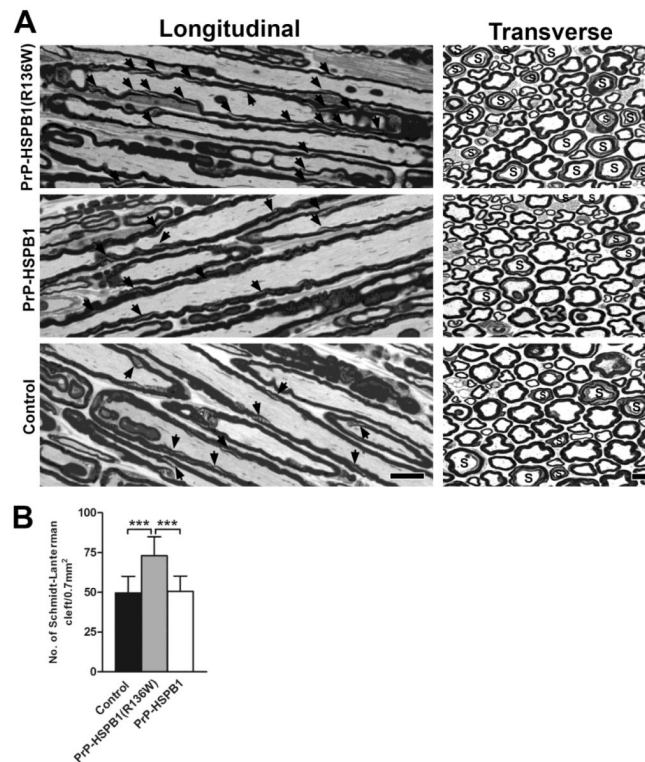 A
Longitudinal
Transverse
PrP-HSPB1(R136W)
S S S S S S S S S S S S S S
PrP-HSPB1
S S S S S S S
Control
S S S S S
B
No. of Schmidt-Lanterman
cleft/0.7mm²
100
75
50
25
0
*** ***
Control
PrP-HSPB1(R136W)
PrP-HSPB1